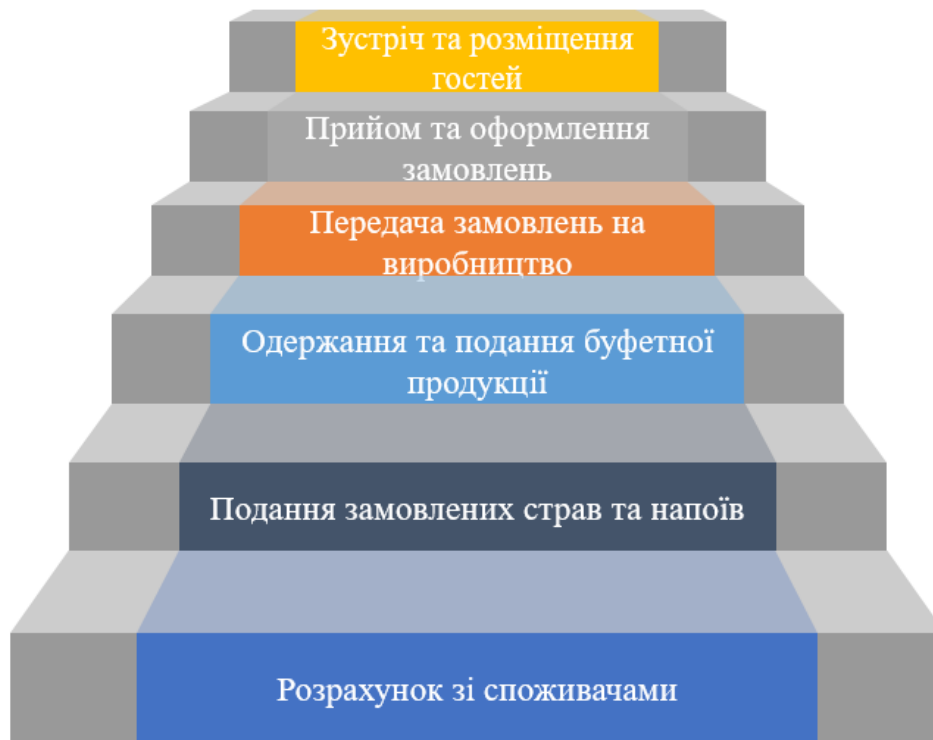 Зустріч та розміщення
гостей
Прийом та оформлення
замовлень
Передача замовлень на
виробництво
Одержання та подання буфетної
продукції
Подання замовлених страв та напоїв
Розрахунок зі споживачами